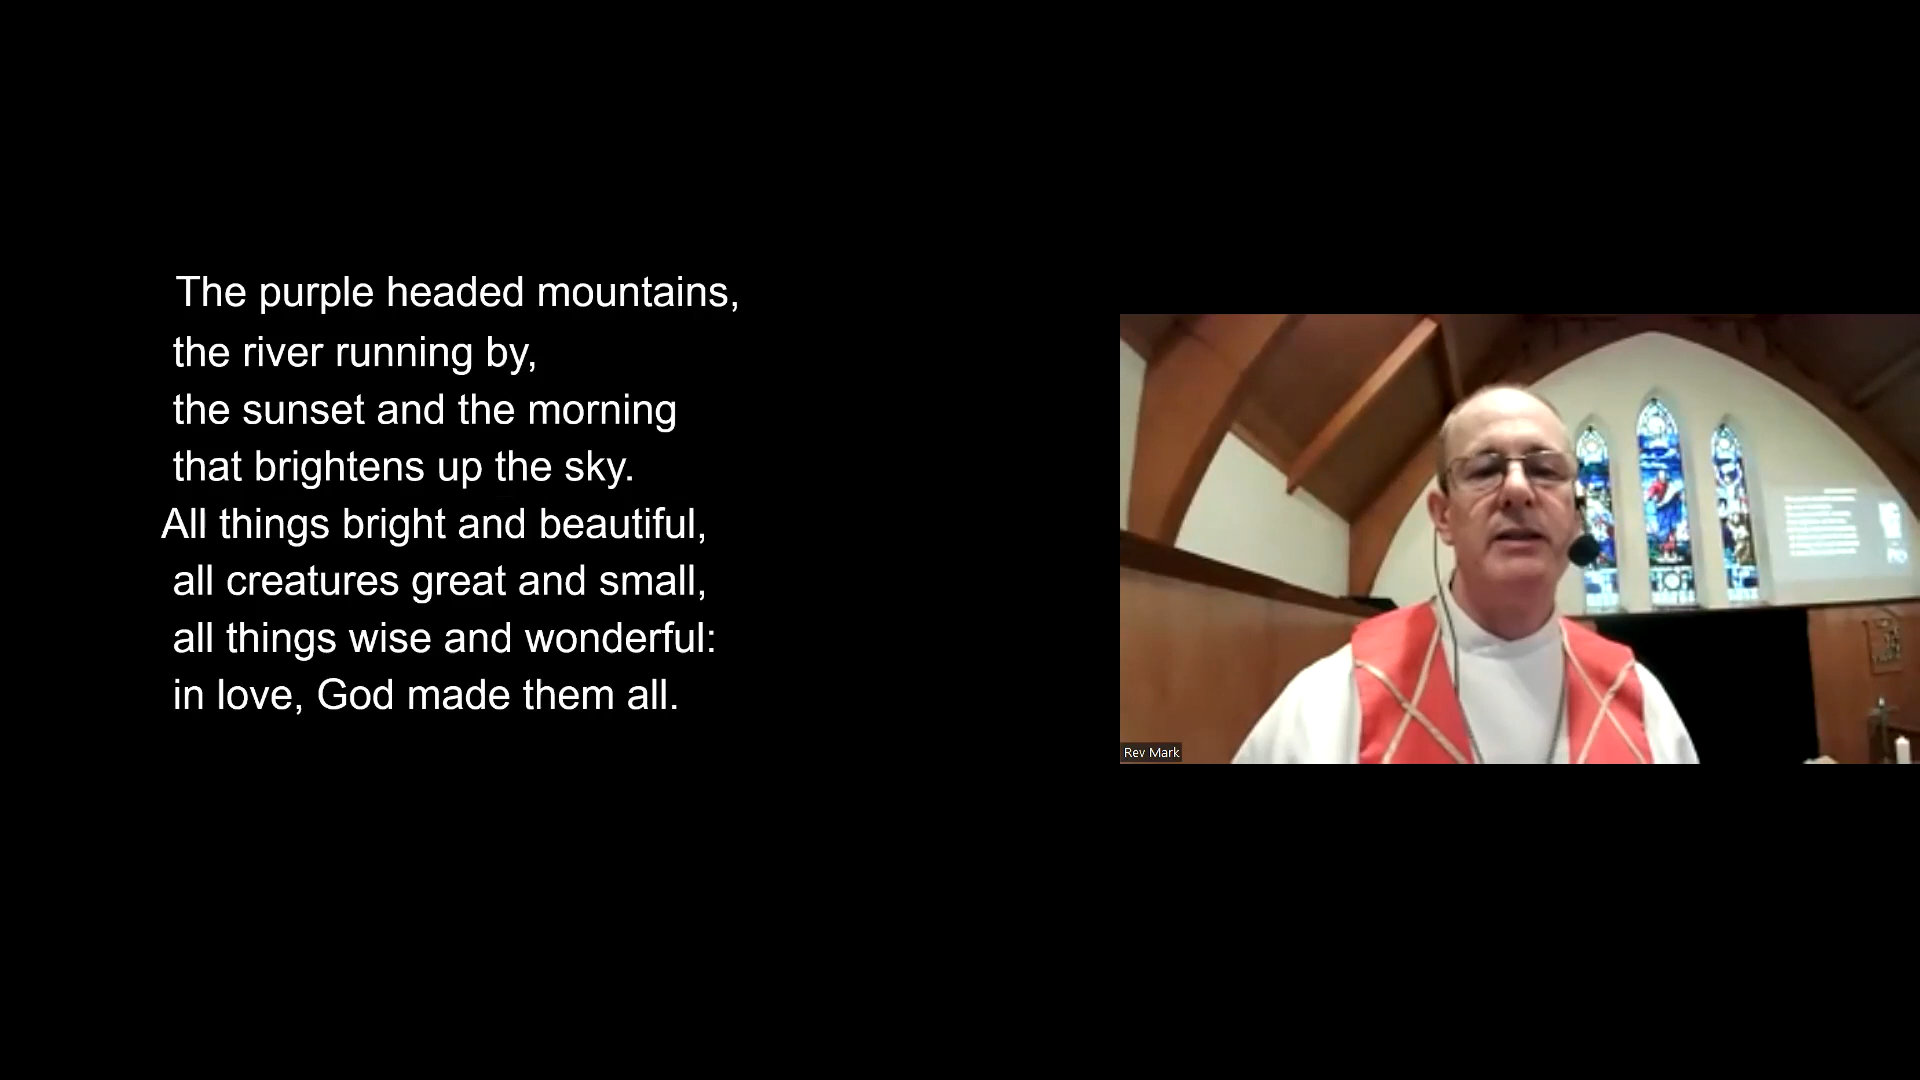 The purple headed mountains,
the river running by,
the sunset and the morning
that brightens up the sky.
All things bright and beautiful,
all creatures great and small,
all things wise and wonderful:
in love, God made them all.
Rev Mark